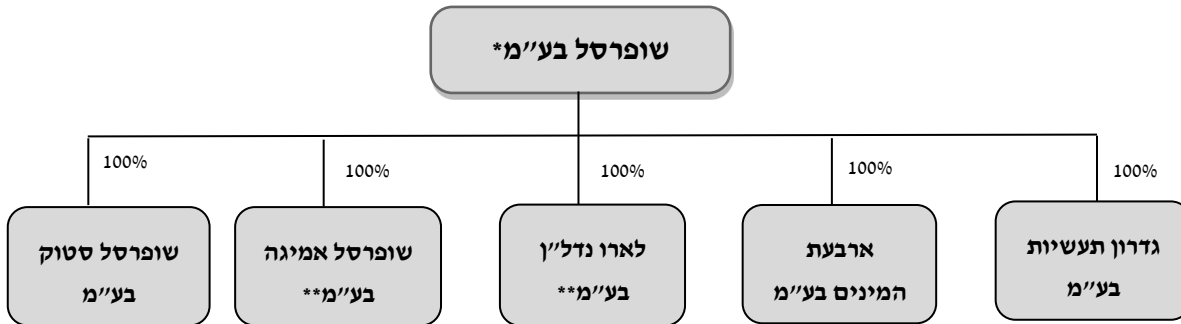 שופרסל בע״מ*
100%
100%
100%
100%
100%
גדרון תעשיות
בע״מ
ארבעת
המינים בע״מ
לארו נדל״ן
בע״מ**
שופרסל אמיגה
בע״מ**
שופרסל סטוק
בע״מ